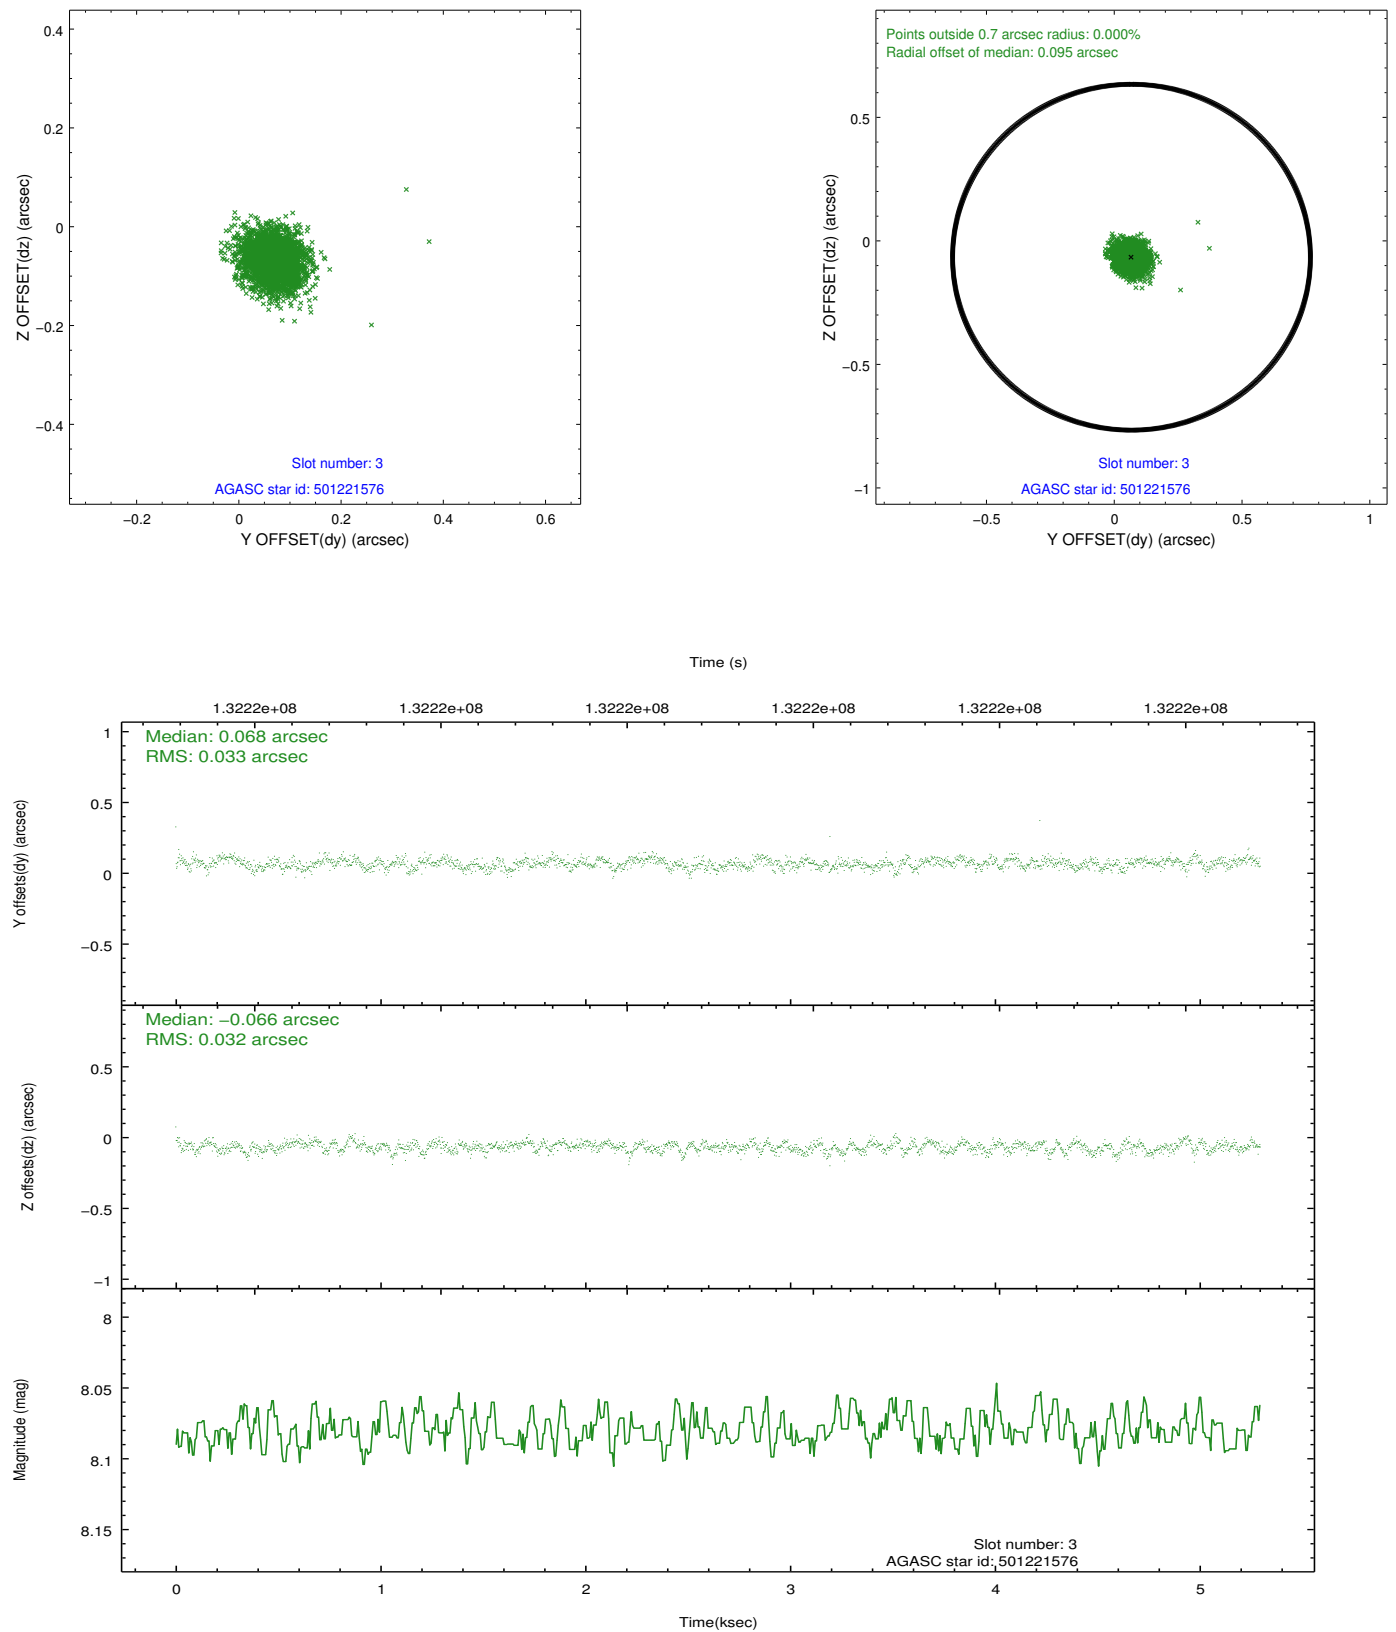 0.4
0.2
0
−0.2
−0.4
Z OFFSET(dz) (arcsec)
Slot number: 3
AGASC star id: 501221576
−0.2 0 0.2 0.4 0.6
Y OFFSET(dy) (arcsec)
Points outside 0.7 arcsec radius: 0.000%
Radial offset of median: 0.095 arcsec
0.5
0
−0.5
−1
Z OFFSET(dz) (arcsec)
Slot number: 3
AGASC star id: 501221576
−0.5 0 0.5 1
Y OFFSET(dy) (arcsec)
Time (s)
1.3222e+08 1.3222e+08 1.3222e+08 1.3222e+08 1.3222e+08 1.3222e+08
Median: 0.068 arcsec
RMS: 0.033 arcsec
1
0.5
0
−0.5
Y offsets(dy) (arcsec)
Median: −0.066 arcsec
RMS: 0.032 arcsec
0.5
0
−0.5
−1
Z offsets(dz) (arcsec)
8
8.05
8.1
8.15
Magnitude (mag)
Slot number: 3
AGASC star id: 501221576
0 1 2 3 4 5
Time(ksec)